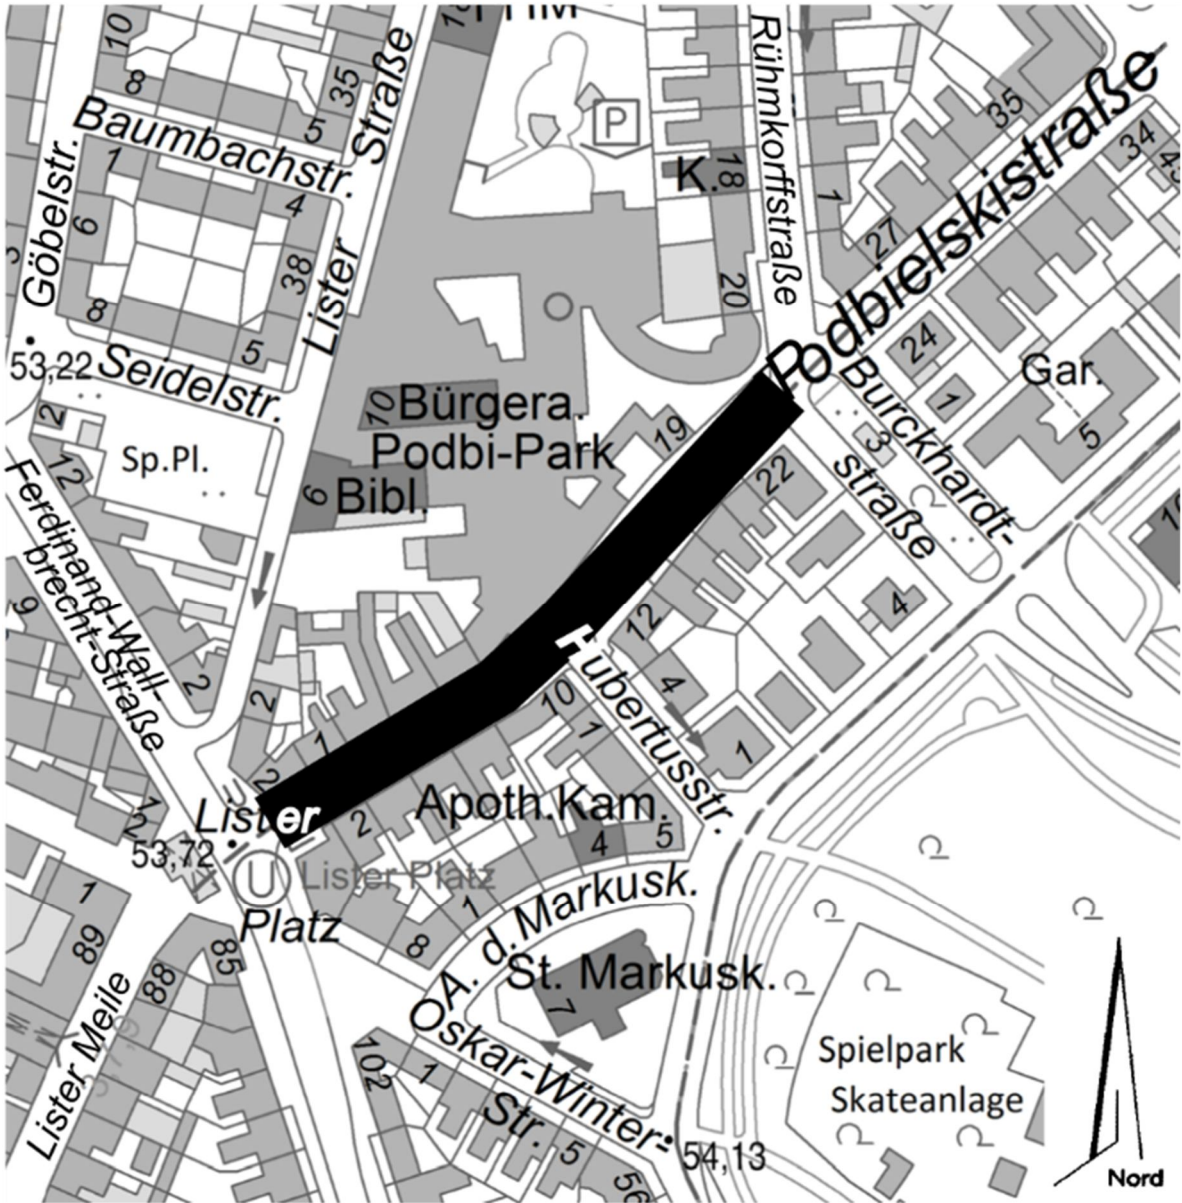 10
8
Baumbachstr.
35
5
Straße
P
K.
18
Rührnkorffstraße
1
35
34
27
Podbielskistraße
Göbelstr.
1
6
8
4
38
5
Lister
20
24
1
Gar.
5
53,22
Seidelstr.
2
12
Sp.Pl.
10
Bürgera.
Podbi-Park
6
Bibl.
19
22
3
Burckhardt-
straße
4
Ferdinand-Wall-
brecht-Straße
9
2
2
12
4
1
Hubertusstr.
10
1
1
2
Lister
Platz
2
Apoth.Kam.
4
5
53,72
U
Lister Platz
1
8
A. d. Markusk.
St. Markusk.
7
1
89
88
85
Lister Meile
102
1
Oskar-Winter-
Str.
5
56
54,13
Spielpark
Skateanlage
Nord